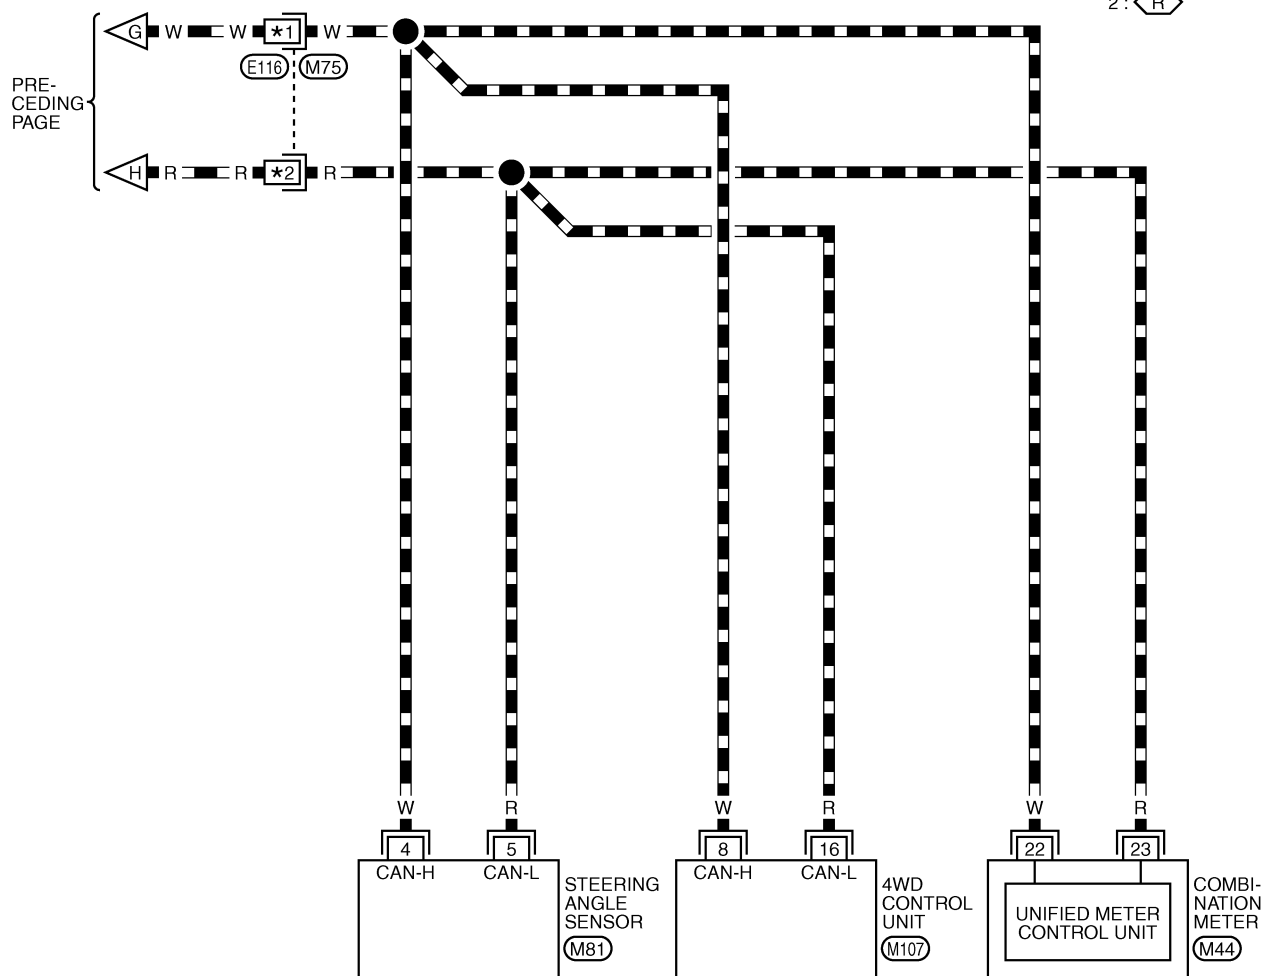 2 : R
G W W *1 W
E116 M75
PRE-
CEDING
PAGE
H R R *2 R
W R W R W R
4 5 8 16 22 23
CAN-H CAN-L CAN-H CAN-L
STEERING
ANGLE
SENSOR
M81
4WD
CONTROL
UNIT
M107
UNIFIED METER
CONTROL UNIT
COMBI-
NATION
METER
M44